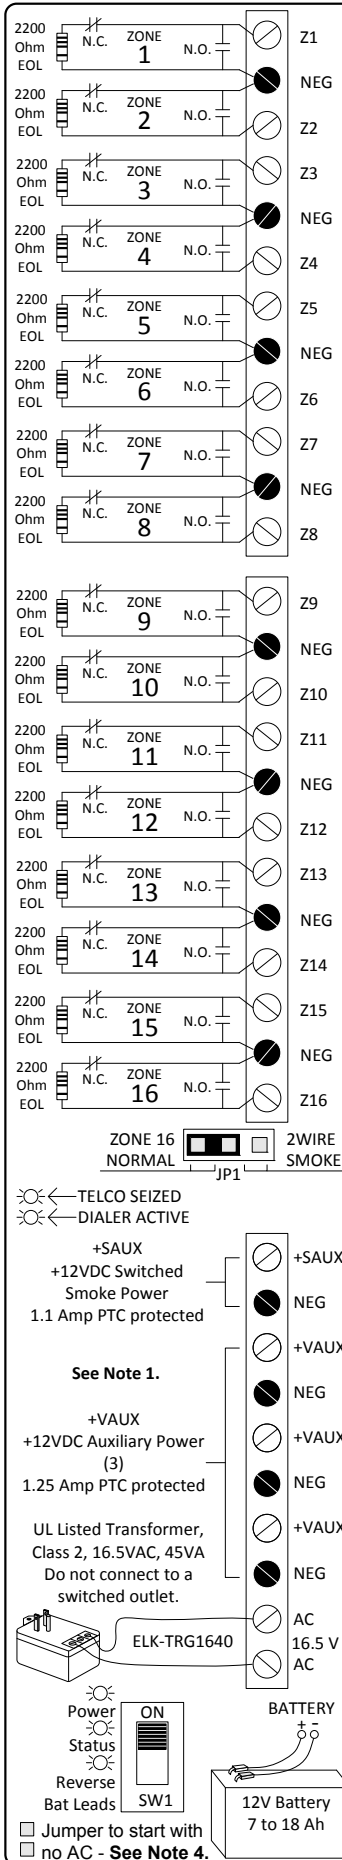 2200
Ohm
EOL
N.C.
ZONE
1
N.O.
Z1
NEG
2200
Ohm
EOL
N.C.
ZONE
2
N.O.
Z2
2200
Ohm
EOL
N.C.
ZONE
3
N.O.
Z3
NEG
2200
Ohm
EOL
N.C.
ZONE
4
N.O.
Z4
2200
Ohm
EOL
N.C.
ZONE
5
N.O.
Z5
NEG
2200
Ohm
EOL
N.C.
ZONE
6
N.O.
Z6
2200
Ohm
EOL
N.C.
ZONE
7
N.O.
Z7
NEG
2200
Ohm
EOL
N.C.
ZONE
8
N.O.
Z8
2200
Ohm
EOL
N.C.
ZONE
9
N.O.
Z9
NEG
2200
Ohm
EOL
N.C.
ZONE
10
N.O.
Z10
2200
Ohm
EOL
N.C.
ZONE
11
N.O.
Z11
NEG
2200
Ohm
EOL
N.C.
ZONE
12
N.O.
Z12
2200
Ohm
EOL
N.C.
ZONE
13
N.O.
Z13
NEG
2200
Ohm
EOL
N.C.
ZONE
14
N.O.
Z14
2200
Ohm
EOL
N.C.
ZONE
15
N.O.
Z15
NEG
2200
Ohm
EOL
N.C.
ZONE
16
N.O.
Z16
ZONE 16
NORMAL
JP1
2WIRE
SMOKE
TELCO SEIZED
DIALER ACTIVE
+SAUX
+12VDC Switched
Smoke Power
1.1 Amp PTC protected
+SAUX
NEG
See Note 1.
+VAUX
+12VDC Auxiliary Power
(3)
1.25 Amp PTC protected
+VAUX
NEG
+VAUX
NEG
+VAUX
NEG
UL Listed Transformer,
Class 2, 16.5VAC, 45VA
Do not connect to a
switched outlet.
ELK-TRG1640
AC
16.5 V
AC
Power
Status
Reverse
Bat Leads
ON
SW1
BATTERY
+ -
12V Battery
7 to 18 Ah
Jumper to start with
no AC - See Note 4.